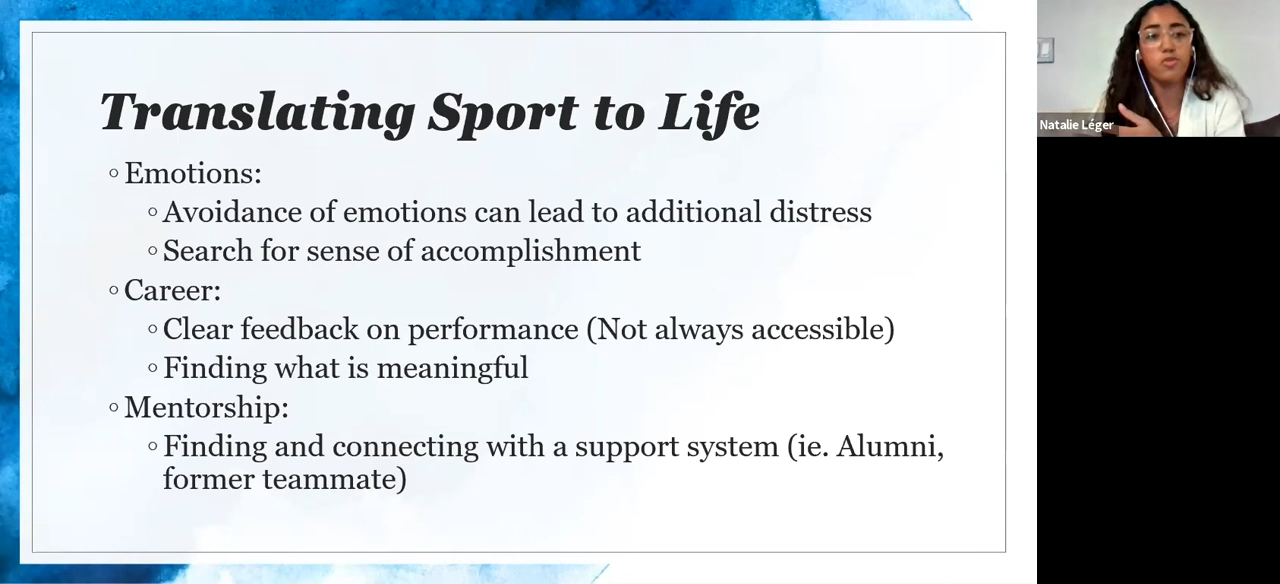 Translating Sport to Life
◦ Emotions:
◦ Avoidance of emotions can lead to additional distress
◦ Search for sense of accomplishment
◦ Career:
◦ Clear feedback on performance (Not always accessible)
◦ Finding what is meaningful
◦ Mentorship:
◦ Finding and connecting with a support system (ie. Alumni,
former teammate)
Natalie Léger